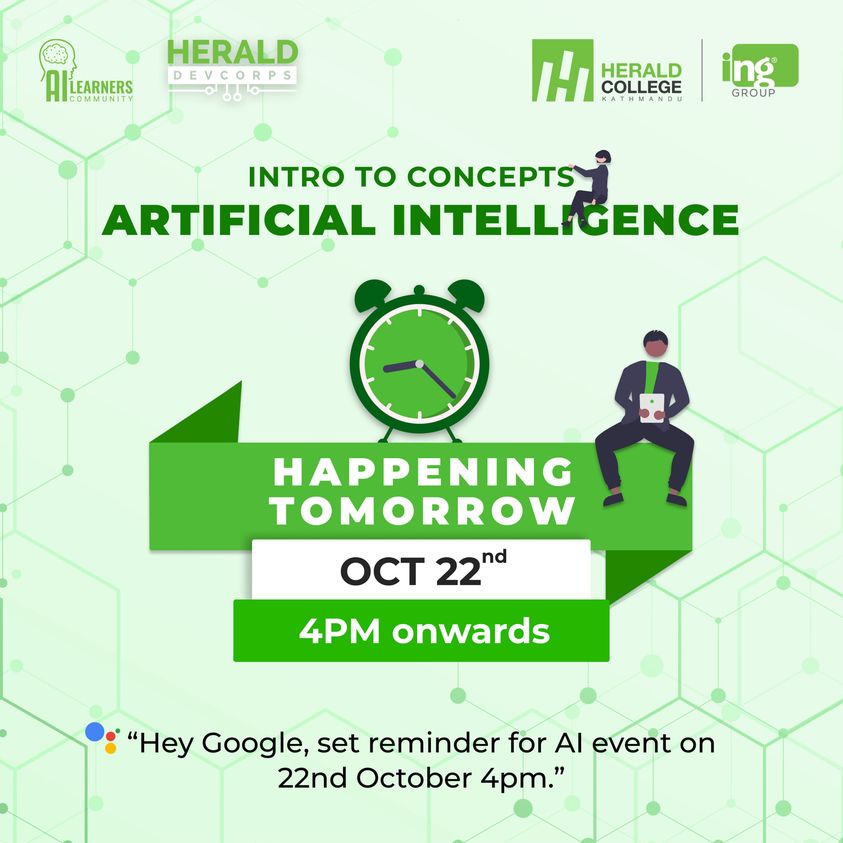 AI LEARNERS
COMMUNITY
HERALD
DEVCORPS
HERALD
COLLEGE
KATHMANDU
ing®
GROUP
INTRO TO CONCEPTS
ARTIFICIAL INTELLIGENCE
HAPPENING
TOMORROW
OCT 22nd
4PM onwards
“Hey Google, set reminder for AI event on
22nd October 4pm.”